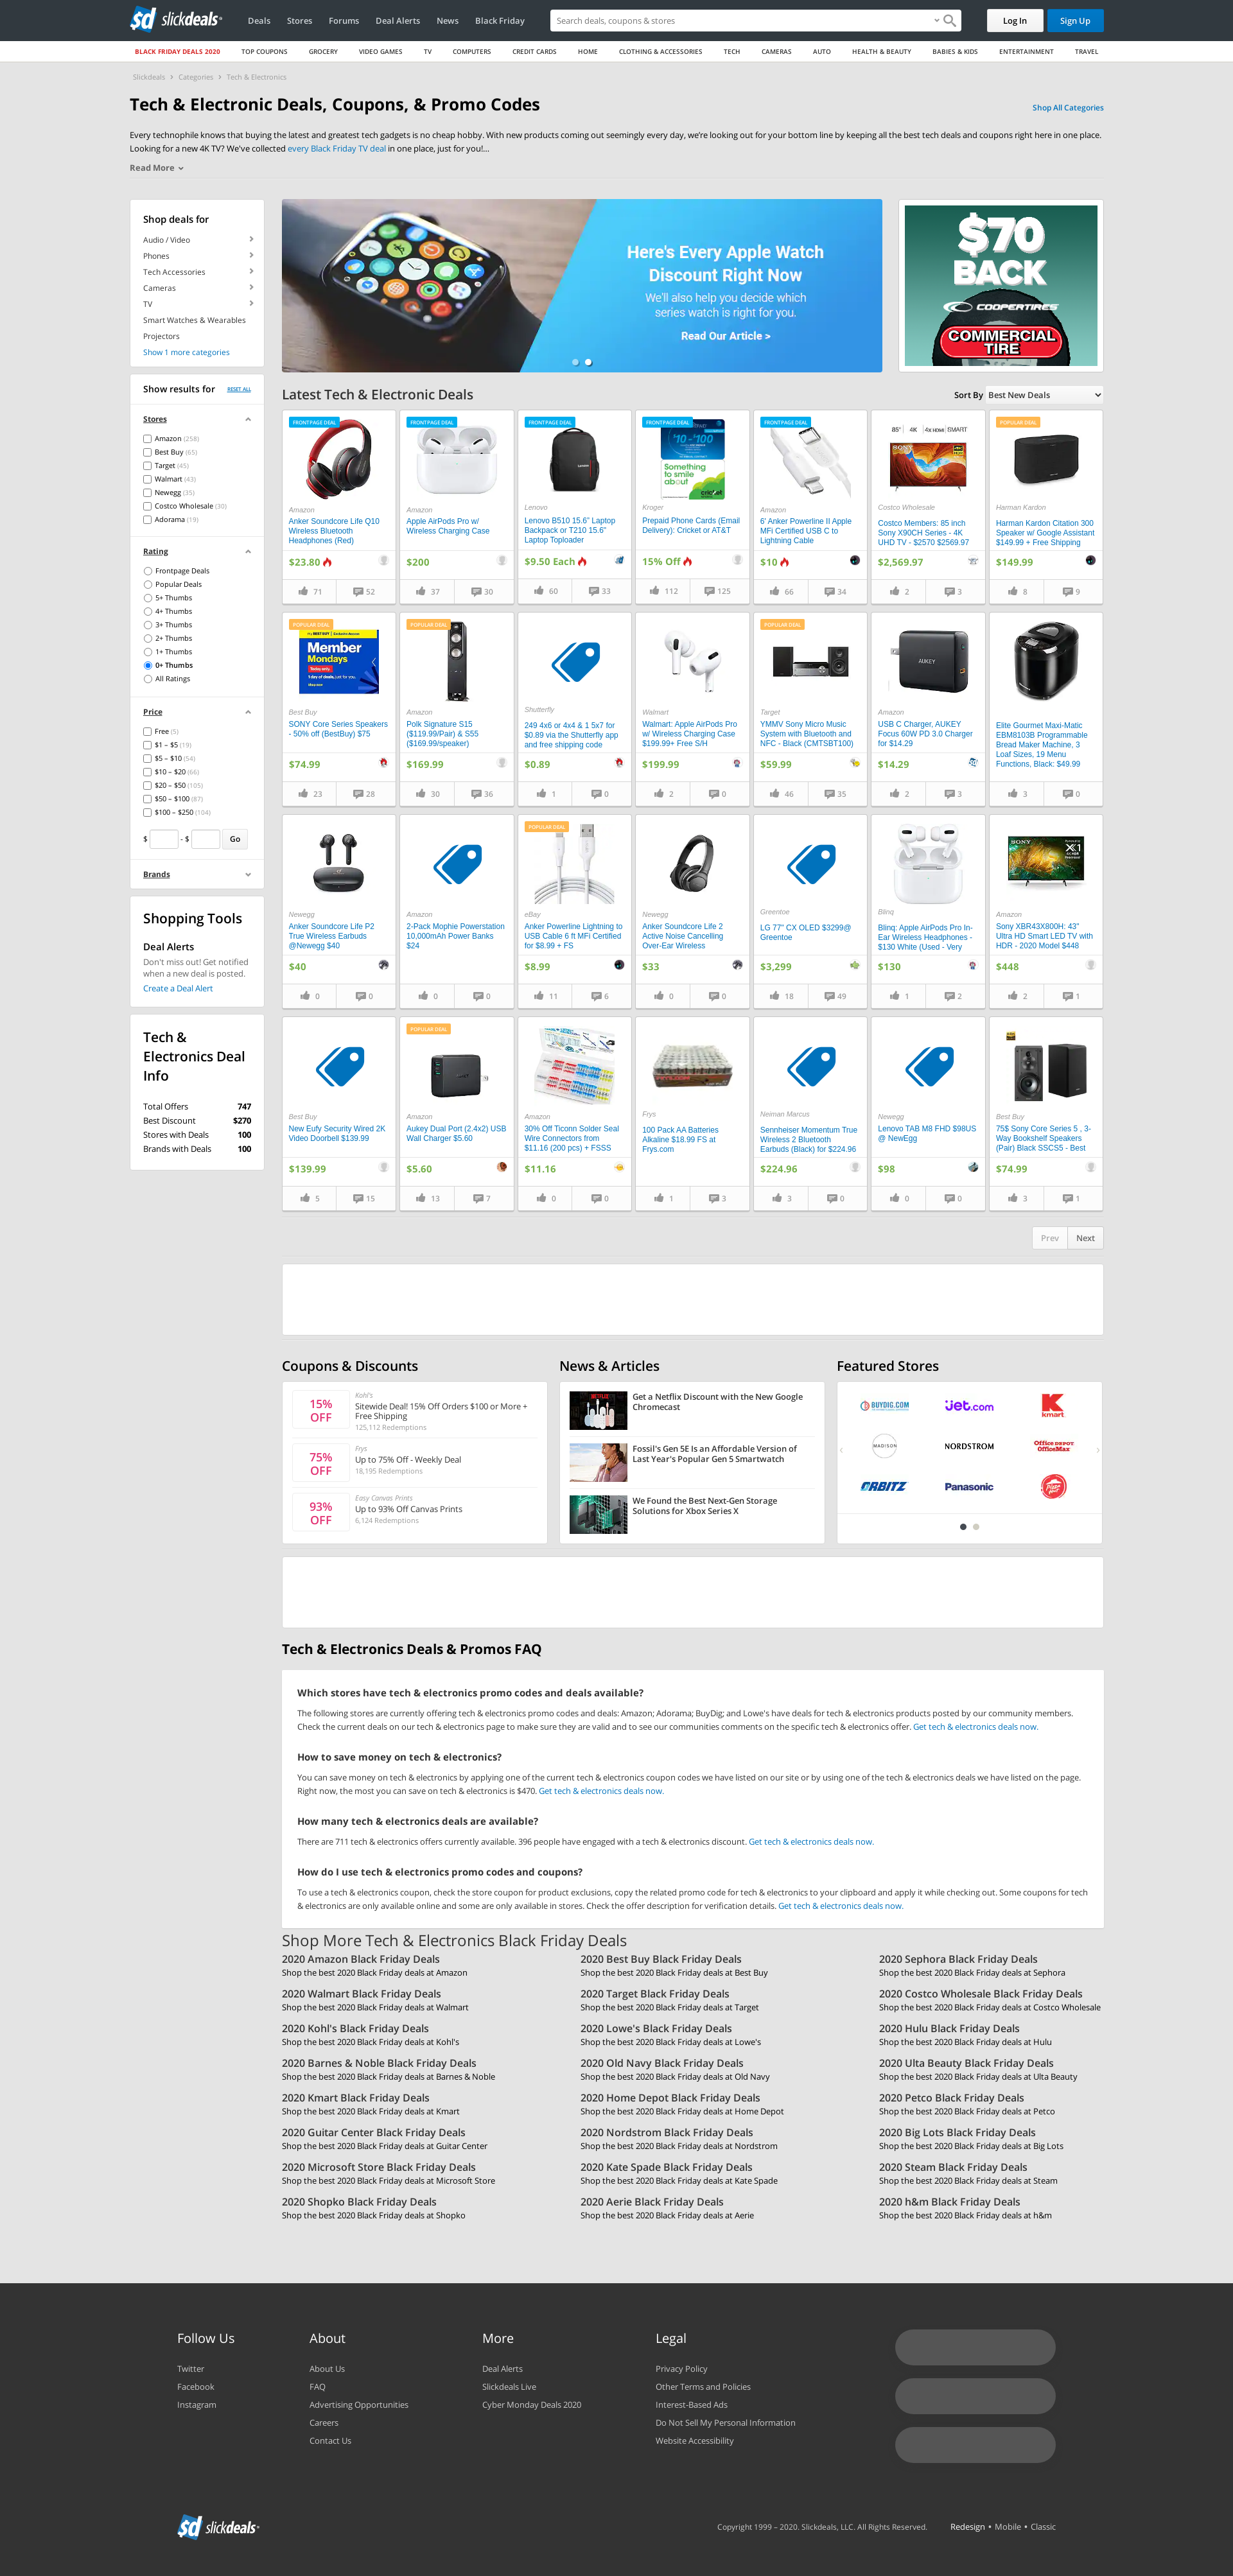 slickdeals
Deals Stores Forums Deal Alerts News Black Friday
Search deals, coupons & stores
Log In Sign Up
BLACK FRIDAY DEALS 2020 TOP COUPONS GROCERY VIDEO GAMES TV COMPUTERS CREDIT CARDS HOME CLOTHING & ACCESSORIES TECH CAMERAS AUTO HEALTH & BEAUTY BABIES & KIDS ENTERTAINMENT TRAVEL
Slickdeals > Categories > Tech & Electronics
Tech & Electronic Deals, Coupons, & Promo Codes
Shop All Categories
Every technophile knows that buying the latest and greatest tech gadgets is no cheap hobby. With new products coming out seemingly every day, we're looking out for your bottom line by keeping all the best tech deals and coupons right here in one place.
Looking for a new 4K TV? We've collected every Black Friday TV deal in one place, just for you!...
Read More
Shop deals for
Audio / Video
Phones
Tech Accessories
Cameras
TV
Smart Watches & Wearables
Projectors
Show 1 more categories
Here's Every Apple Watch
Discount Right Now
We'll also help you decide which
series watch is right for you.
Read Our Article >
$70
BACK
COOPERTIRES
COMMERCIAL
TIRE
Show results for RESET ALL
Stores
Amazon (258)
Best Buy (65)
Target (45)
Walmart (43)
Newegg (35)
Costco Wholesale (30)
Adorama (19)
Rating
Frontpage Deals
Popular Deals
5+ Thumbs
4+ Thumbs
3+ Thumbs
2+ Thumbs
1+ Thumbs
0+ Thumbs
All Ratings
Price
Free (5)
$1 – $5 (19)
$5 – $10 (54)
$10 – $20 (66)
$20 – $50 (105)
$50 – $100 (87)
$100 – $250 (104)
$ - $ Go
Brands
Shopping Tools
Deal Alerts
Don't miss out! Get notified
when a new deal is posted.
Create a Deal Alert
Tech &
Electronics Deal
Info
Total Offers 747
Best Discount $270
Stores with Deals 100
Brands with Deals 100
Latest Tech & Electronic Deals
Sort By Best New Deals
FRONTPAGE DEAL
Amazon
Anker Soundcore Life Q10
Wireless Bluetooth
Headphones (Red)
$23.80
71 52
FRONTPAGE DEAL
Amazon
Apple AirPods Pro w/
Wireless Charging Case
$200
37 30
FRONTPAGE DEAL
Lenovo
Lenovo B510 15.6" Laptop
Backpack or T210 15.6"
Laptop Toploader
$9.50 Each
60 33
FRONTPAGE DEAL
$10-$100
Something
to smile
about
cricket
Kroger
Prepaid Phone Cards (Email
Delivery): Cricket or AT&T
15% Off
112 125
FRONTPAGE DEAL
Amazon
6' Anker Powerline II Apple
MFi Certified USB C to
Lightning Cable
$10
66 34
85" 4K 4x HDMI SMART
SONY
Costco Wholesale
Costco Members: 85 inch
Sony X90CH Series - 4K
UHD TV - $2570 $2569.97
$2,569.97
2 3
POPULAR DEAL
Harman Kardon
Harman Kardon Citation 300
Speaker w/ Google Assistant
$149.99 + Free Shipping
$149.99
8 9
POPULAR DEAL
Member
Mondays
Best Buy
SONY Core Series Speakers
- 50% off (BestBuy) $75
$74.99
23 28
POPULAR DEAL
Amazon
Polk Signature S15
($119.99/Pair) & S55
($169.99/speaker)
$169.99
30 36
Shutterfly
249 4x6 or 4x4 & 1 5x7 for
$0.89 via the Shutterfly app
and free shipping code
$0.89
1 0
Walmart
Walmart: Apple AirPods Pro
w/ Wireless Charging Case
$199.99+ Free S/H
$199.99
2 0
POPULAR DEAL
Target
YMMV Sony Micro Music
System with Bluetooth and
NFC - Black (CMTSBT100)
$59.99
46 35
AUKEY
Amazon
USB C Charger, AUKEY
Focus 60W PD 3.0 Charger
for $14.29
$14.29
2 3
Elite Gourmet Maxi-Matic
EBM8103B Programmable
Bread Maker Machine, 3
Loaf Sizes, 19 Menu
Functions, Black: $49.99
3 0
Newegg
Anker Soundcore Life P2
True Wireless Earbuds
@Newegg $40
$40
0 0
Amazon
2-Pack Mophie Powerstation
10,000mAh Power Banks
$24
0 0
POPULAR DEAL
eBay
Anker Powerline Lightning to
USB Cable 6 ft MFi Certified
for $8.99 + FS
$8.99
11 6
Newegg
Anker Soundcore Life 2
Active Noise Cancelling
Over-Ear Wireless
$33
0 0
Greentoe
LG 77" CX OLED $3299@
Greentoe
$3,299
18 49
Blinq
Blinq: Apple AirPods Pro In-
Ear Wireless Headphones -
$130 White (Used - Very
$130
1 2
SONY
X1
Amazon
Sony XBR43X800H: 43"
Ultra HD Smart LED TV with
HDR - 2020 Model $448
$448
2 1
Best Buy
New Eufy Security Wired 2K
Video Doorbell $139.99
$139.99
5 15
POPULAR DEAL
Amazon
Aukey Dual Port (2.4x2) USB
Wall Charger $5.60
$5.60
13 7
Amazon
30% Off Ticonn Solder Seal
Wire Connectors from
$11.16 (200 pcs) + FSSS
$11.16
0 0
Frys
100 Pack AA Batteries
Alkaline $18.99 FS at
Frys.com
1 3
Neiman Marcus
Sennheiser Momentum True
Wireless 2 Bluetooth
Earbuds (Black) for $224.96
$224.96
3 0
Newegg
Lenovo TAB M8 FHD $98US
@ NewEgg
$98
0 0
Best Buy
75$ Sony Core Series 5 , 3-
Way Bookshelf Speakers
(Pair) Black SSCS5 - Best
$74.99
3 1
Prev Next
Coupons & Discounts
15%
OFF
Kohl's
Sitewide Deal! 15% Off Orders $100 or More +
Free Shipping
125,112 Redemptions
75%
OFF
Frys
Up to 75% Off - Weekly Deal
18,195 Redemptions
93%
OFF
Easy Canvas Prints
Up to 93% Off Canvas Prints
6,124 Redemptions
News & Articles
NETFLIX
Get a Netflix Discount with the New Google
Chromecast
Fossil's Gen 5E Is an Affordable Version of
Last Year's Popular Gen 5 Smartwatch
We Found the Best Next-Gen Storage
Solutions for Xbox Series X
Featured Stores
BUYDIG.COM jet.com kmart
MADISON NORDSTROM Office DEPOT
OfficeMax
ORBITZ Panasonic Pizza Hut
Tech & Electronics Deals & Promos FAQ
Which stores have tech & electronics promo codes and deals available?
The following stores are currently offering tech & electronics promo codes and deals: Amazon; Adorama; BuyDig; and Lowe's have deals for tech & electronics products posted by our community members.
Check the current deals on our tech & electronics page to make sure they are valid and to see our communities comments on the specific tech & electronics offer. Get tech & electronics deals now.
How to save money on tech & electronics?
You can save money on tech & electronics by applying one of the current tech & electronics coupon codes we have listed on our site or by using one of the tech & electronics deals we have listed on the page.
Right now, the most you can save on tech & electronics is $470. Get tech & electronics deals now.
How many tech & electronics deals are available?
There are 711 tech & electronics offers currently available. 396 people have engaged with a tech & electronics discount. Get tech & electronics deals now.
How do I use tech & electronics promo codes and coupons?
To use a tech & electronics coupon, check the store coupon for product exclusions, copy the related promo code for tech & electronics to your clipboard and apply it while checking out. Some coupons for tech
& electronics are only available online and some are only available in stores. Check the offer description for verification details. Get tech & electronics deals now.
Shop More Tech & Electronics Black Friday Deals
2020 Amazon Black Friday Deals 2020 Best Buy Black Friday Deals 2020 Sephora Black Friday Deals
Shop the best 2020 Black Friday deals at Amazon Shop the best 2020 Black Friday deals at Best Buy Shop the best 2020 Black Friday deals at Sephora
2020 Walmart Black Friday Deals 2020 Target Black Friday Deals 2020 Costco Wholesale Black Friday Deals
Shop the best 2020 Black Friday deals at Walmart Shop the best 2020 Black Friday deals at Target Shop the best 2020 Black Friday deals at Costco Wholesale
2020 Kohl's Black Friday Deals 2020 Lowe's Black Friday Deals 2020 Hulu Black Friday Deals
Shop the best 2020 Black Friday deals at Kohl's Shop the best 2020 Black Friday deals at Lowe's Shop the best 2020 Black Friday deals at Hulu
2020 Barnes & Noble Black Friday Deals 2020 Old Navy Black Friday Deals 2020 Ulta Beauty Black Friday Deals
Shop the best 2020 Black Friday deals at Barnes & Noble Shop the best 2020 Black Friday deals at Old Navy Shop the best 2020 Black Friday deals at Ulta Beauty
2020 Kmart Black Friday Deals 2020 Home Depot Black Friday Deals 2020 Petco Black Friday Deals
Shop the best 2020 Black Friday deals at Kmart Shop the best 2020 Black Friday deals at Home Depot Shop the best 2020 Black Friday deals at Petco
2020 Guitar Center Black Friday Deals 2020 Nordstrom Black Friday Deals 2020 Big Lots Black Friday Deals
Shop the best 2020 Black Friday deals at Guitar Center Shop the best 2020 Black Friday deals at Nordstrom Shop the best 2020 Black Friday deals at Big Lots
2020 Microsoft Store Black Friday Deals 2020 Kate Spade Black Friday Deals 2020 Steam Black Friday Deals
Shop the best 2020 Black Friday deals at Microsoft Store Shop the best 2020 Black Friday deals at Kate Spade Shop the best 2020 Black Friday deals at Steam
2020 Shopko Black Friday Deals 2020 Aerie Black Friday Deals 2020 h&m Black Friday Deals
Shop the best 2020 Black Friday deals at Shopko Shop the best 2020 Black Friday deals at Aerie Shop the best 2020 Black Friday deals at h&m
Follow Us
Twitter
Facebook
Instagram
About
About Us
FAQ
Advertising Opportunities
Careers
Contact Us
More
Deal Alerts
Slickdeals Live
Cyber Monday Deals 2020
Legal
Privacy Policy
Other Terms and Policies
Interest-Based Ads
Do Not Sell My Personal Information
Website Accessibility
slickdeals
Copyright 1999 – 2020. Slickdeals, LLC. All Rights Reserved. Redesign • Mobile • Classic